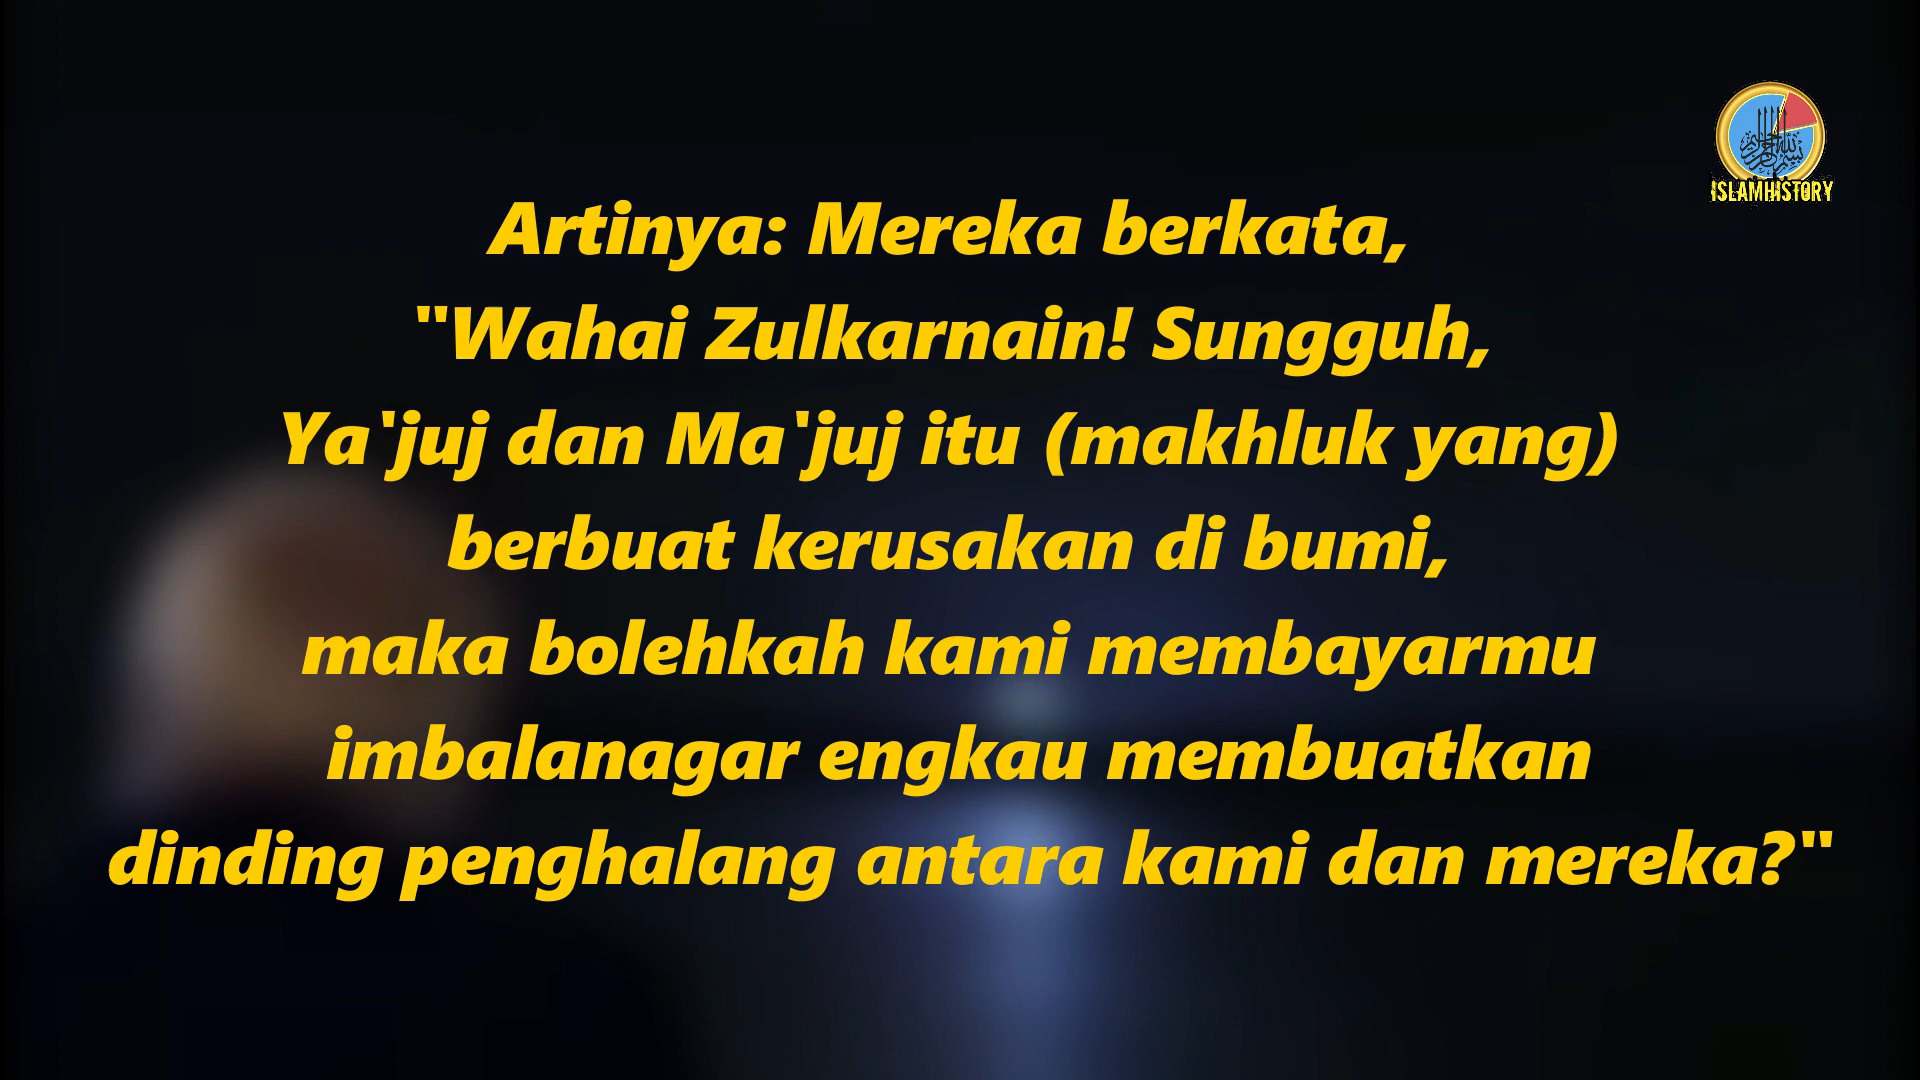 ISLAMHISTORY
Artinya: Mereka berkata,
"Wahai Zulkarnain! Sungguh,
Ya`juj dan Ma`juj itu (makhluk yang)
berbuat kerusakan di bumi,
maka bolehkah kami membayarmu
imbalanagar engkau membuatkan
dinding penghalang antara kami dan mereka?"